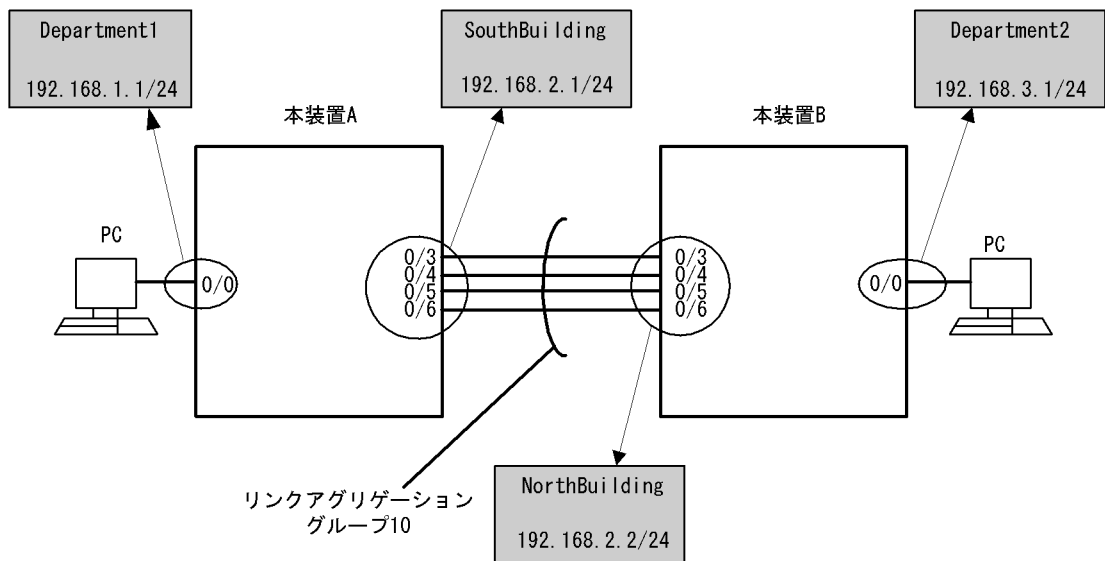 Department1
192.168.1.1/24
SouthBuilding
192.168.2.1/24
Department2
192.168.3.1/24
本装置A
本装置B
PC
0/0
0/3
0/4
0/5
0/6
0/3
0/4
0/5
0/6
0/0
PC
リンクアグリゲーション
グループ10
NorthBuilding
192.168.2.2/24